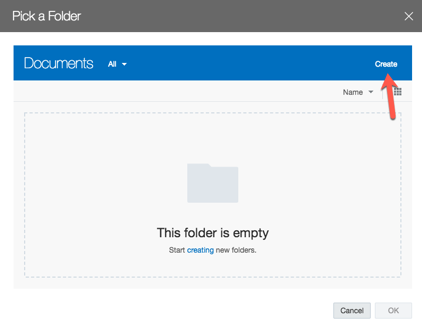 Pick a Folder
Documents All Create
Name
This folder is empty
Start creating new folders.
Cancel OK